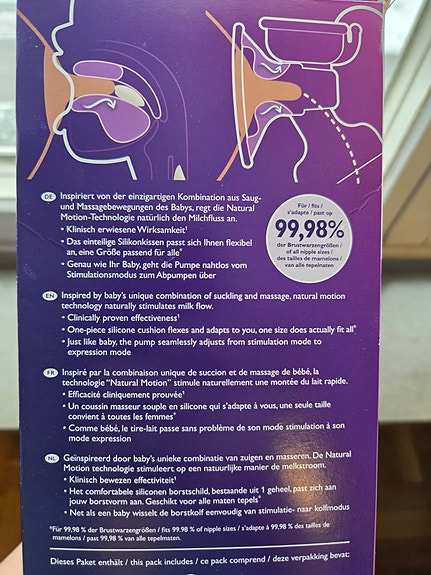 DE Inspiriert von der einzigartigen Kombination aus Saug-
und Massagebewegungen des Babys, regt die Natural
Motion-Technologie natürlich den Milchfluss an.
• Klinisch erwiesene Wirksamkeit¹
• Das einteilige Silikonkissen passt sich Ihnen flexibel
an, eine Größe passend für alle*
• Genau wie Ihr Baby, geht die Pumpe nahtlos vom
Stimulationsmodus zum Abpumpen über
Für / fits /
s'adapte / past op
99,98%
der Brustwarzengrößen /
of all nipple sizes /
des tailles de mamelons /
van alle tepelmaten
EN Inspired by baby's unique combination of suckling and massage, natural motion
technology naturally stimulates milk flow.
• Clinically proven effectiveness¹
• One-piece silicone cushion flexes and adapts to you, one size does actually fit all*
• Just like baby, the pump seamlessly adjusts from stimulation mode to
expression mode
FR Inspiré par la combinaison unique de succion et de massage de bébé, la
technologie "Natural Motion" stimule naturellement une montée du lait rapide.
• Efficacité cliniquement prouvée¹
• Un coussin masseur souple en silicone qui s'adapte à vous, une seule taille
convient à toutes les femmes*
• Comme bébé, le tire-lait passe sans problème de son mode stimulation à son
mode expression
NL Geïnspireerd door baby's unieke combinatie van zuigen en masseren. De Natural
Motion technologie stimuleert op een natuurlijke manier de melkstroom.
• Klinisch bewezen effectiviteit¹
• Het comfortabele siliconen borstschild, bestaande uit 1 geheel, past zich aan
jouw borstvorm aan. Geschikt voor alle maten tepels*
• Net als een baby wisselt de borstkolf eenvoudig van stimulatie- naar kolfmodus
*Für 99,98 % der Brustwarzengrößen / fits 99.98 % of nipple sizes / s'adapte à 99,98 % des tailles de
mamelons / past 99,98 % van alle tepelmaten.
Dieses Paket enthält / this pack includes / ce pack comprend / deze verpakking bevat: